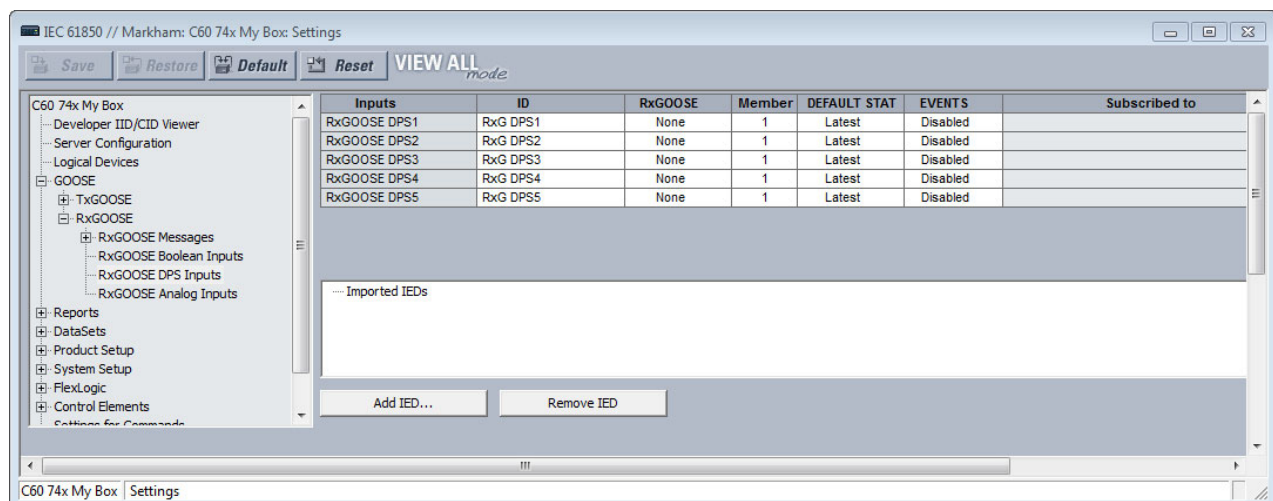 IEC 61850 // Markham: C60 74x My Box: Settings
Save Restore Default Reset VIEW ALL mode
C60 74x My Box
Developer IID/CID Viewer
Server Configuration
Logical Devices
GOOSE
TxGOOSE
RxGOOSE
RxGOOSE Messages
RxGOOSE Boolean Inputs
RxGOOSE DPS Inputs
RxGOOSE Analog Inputs
Reports
DataSets
Product Setup
System Setup
FlexLogic
Control Elements
Settings for Commands
Inputs ID RxGOOSE Member DEFAULT STAT EVENTS Subscribed to
RxGOOSE DPS1 RxG DPS1 None 1 Latest Disabled
RxGOOSE DPS2 RxG DPS2 None 1 Latest Disabled
RxGOOSE DPS3 RxG DPS3 None 1 Latest Disabled
RxGOOSE DPS4 RxG DPS4 None 1 Latest Disabled
RxGOOSE DPS5 RxG DPS5 None 1 Latest Disabled
Imported IEDs
Add IED... Remove IED
C60 74x My Box Settings